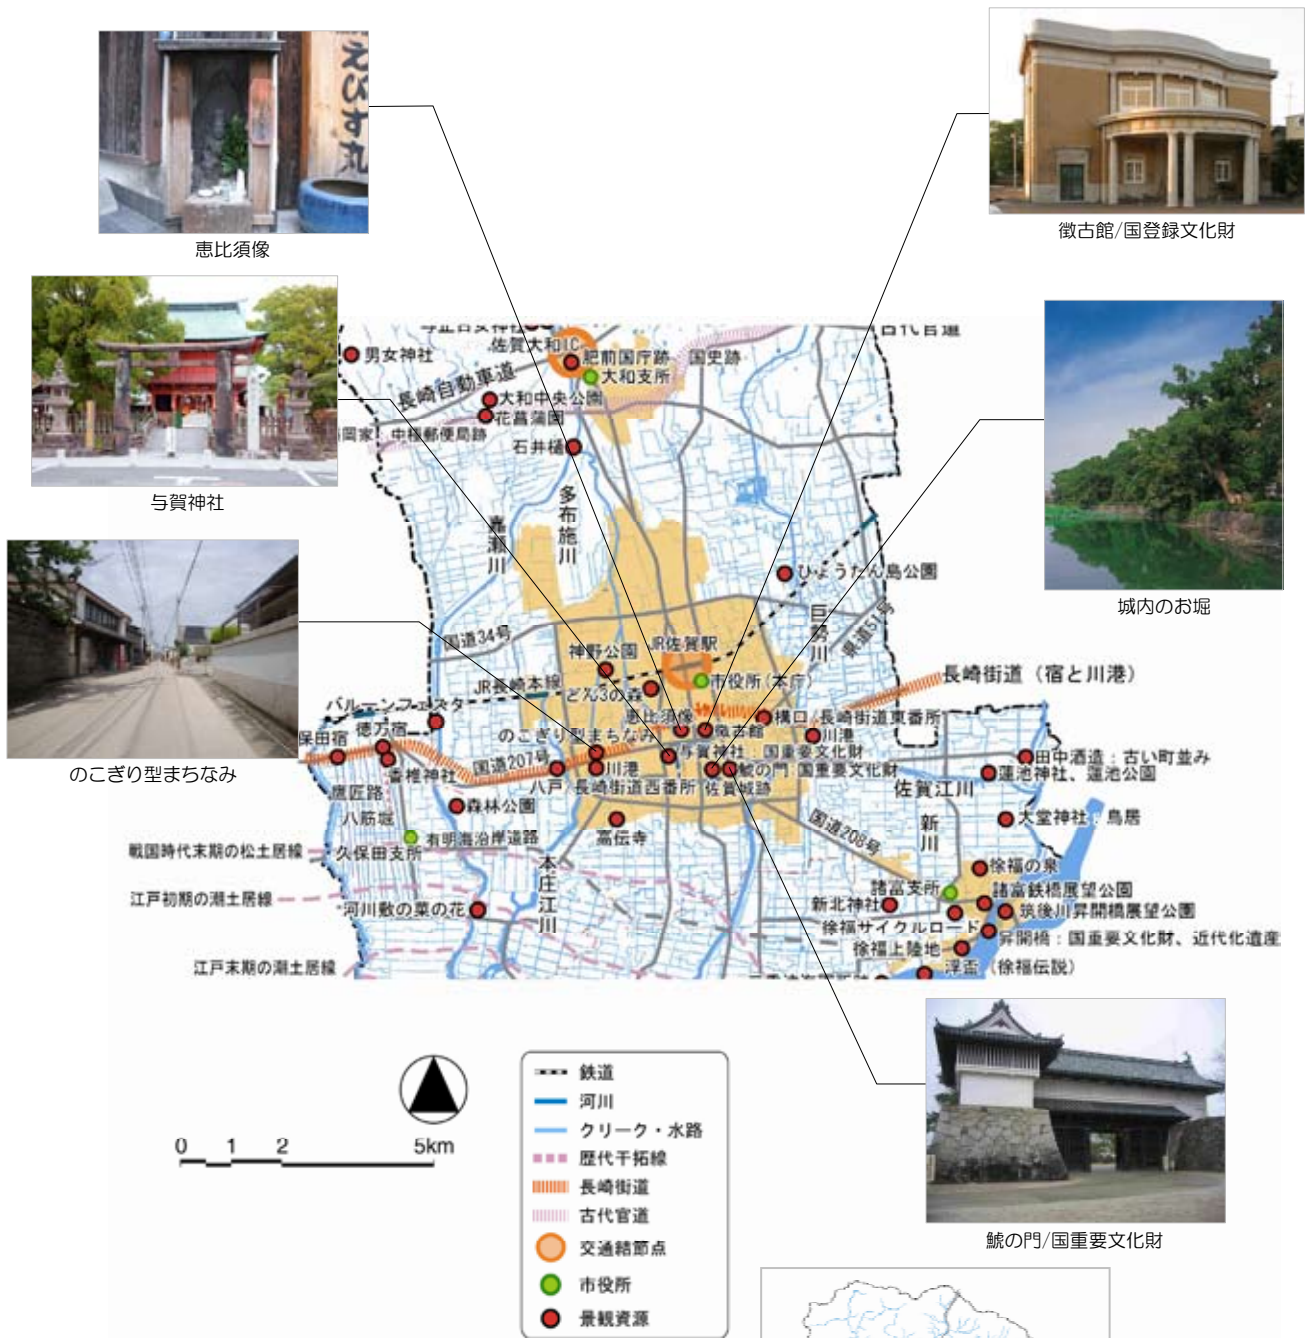 えびす丸
恵比須像
徴古館/国登録文化財
与賀神社
城内のお堀
のこぎり型まちなみ
鯱の門/国重要文化財
古代官道
男女神社
佐賀大和IC
肥前国庁跡 国史跡
大和支所
長崎自動車道
大和中央公園
花菖蒲園
中極郵便局跡
石井樋
多布施川
嘉瀬川
ひょうたん島公園
巨勢川
県道51号
国道34号
神野公園
JR佐賀駅
市役所(本庁)
JR長崎本線
どん3の森
長崎街道(宿と川港)
バルーンフェスタ
恵比須像
徴古館
構口/長崎街道東番所
川港
保田宿
徳万宿
のこぎり型まちなみ
与賀神社:国重要文化財
香椎神社
国道207号
川港
鯱の門:国重要文化財
八戸/長崎街道西番所
佐賀城跡
田中酒造:古い町並み
蓮池神社、蓮池公園
佐賀江川
鷹匠路
八筋堀
森林公園
高伝寺
国道208号
新川
大堂神社:鳥居
久保田支所
有明海沿岸道路
本庄江川
戦国時代末期の松土居線
江戸初期の潮土居線
江戸末期の潮土居線
河川敷の菜の花
徐福の泉
諸富支所
諸富鉄橋展望公園
新北神社
筑後川昇開橋展望公園
徐福サイクルロード
昇開橋:国重要文化財、近代化遺産
徐福上陸地
浮盃(徐福伝説)
0 1 2 5km
鉄道
河川
クリーク・水路
歴代干拓線
長崎街道
古代官道
交通結節点
市役所
景観資源